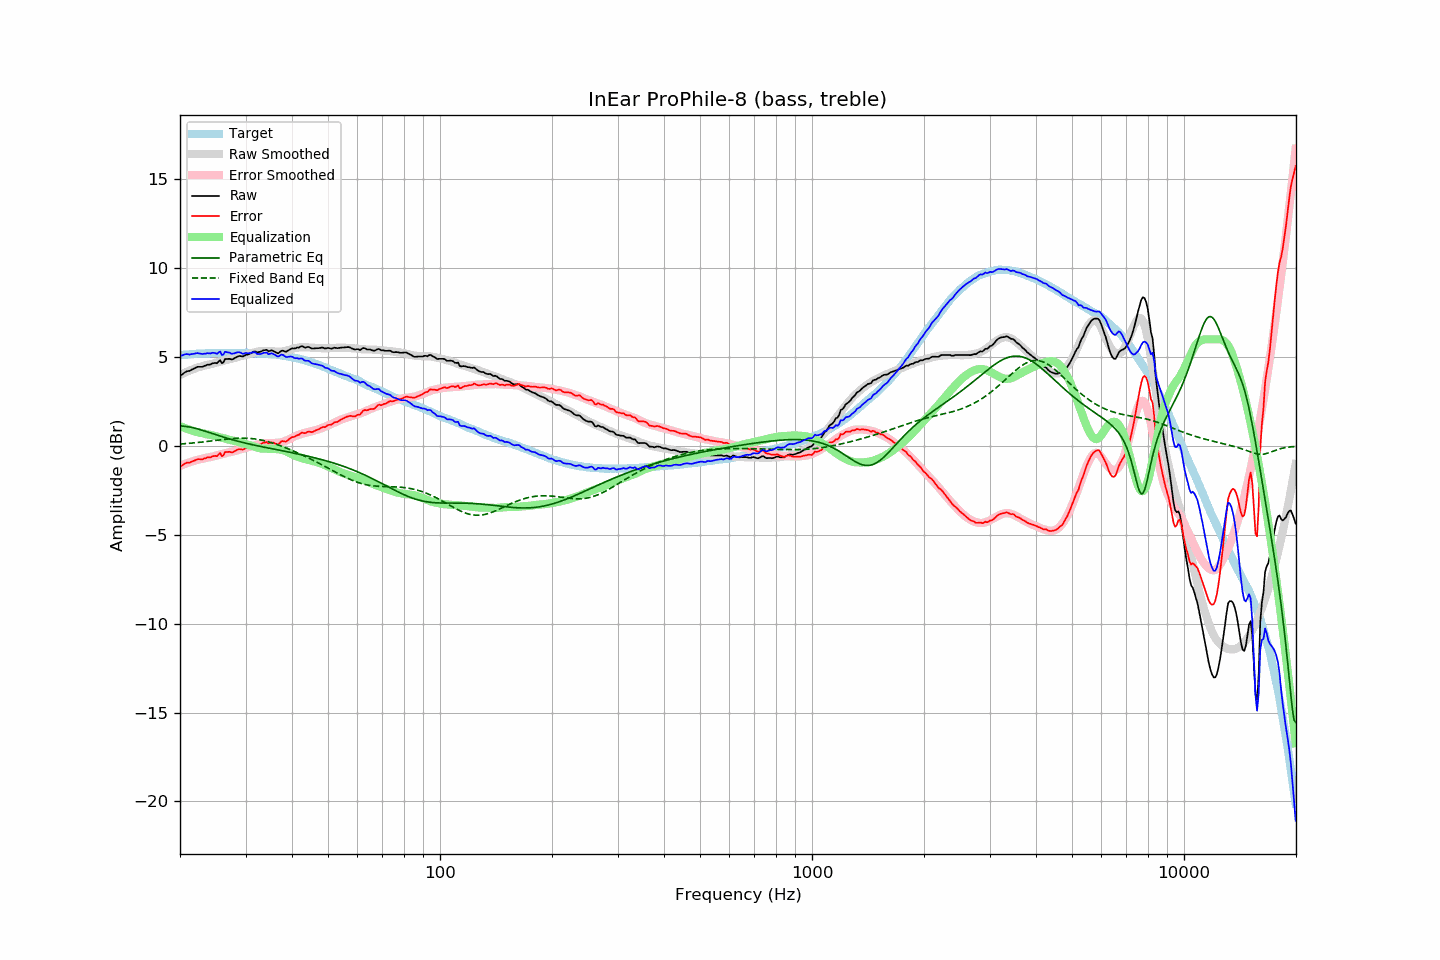 InEar ProPhile-8 (bass, treble)
Target
Raw Smoothed
Error Smoothed
Raw
Error
Equalization
Parametric Eq
Fixed Band Eq
Equalized
15
10
5
0
−5
−10
−15
−20
Amplitude (dBr)
100
1000
10000
Frequency (Hz)